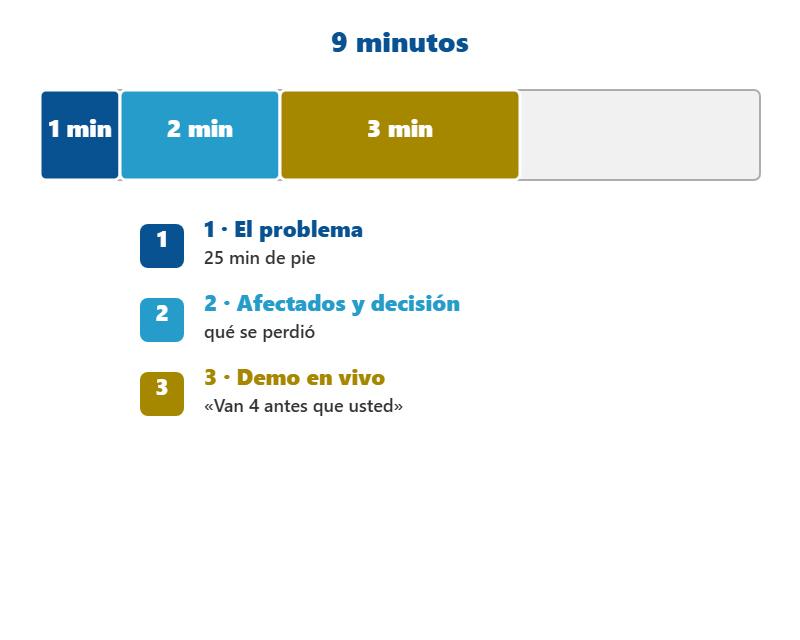 9 minutos
1 min
2 min
3 min
1
1 · El problema
25 min de pie
2
2 · Afectados y decisión
qué se perdió
3
3 · Demo en vivo
«Van 4 antes que usted»